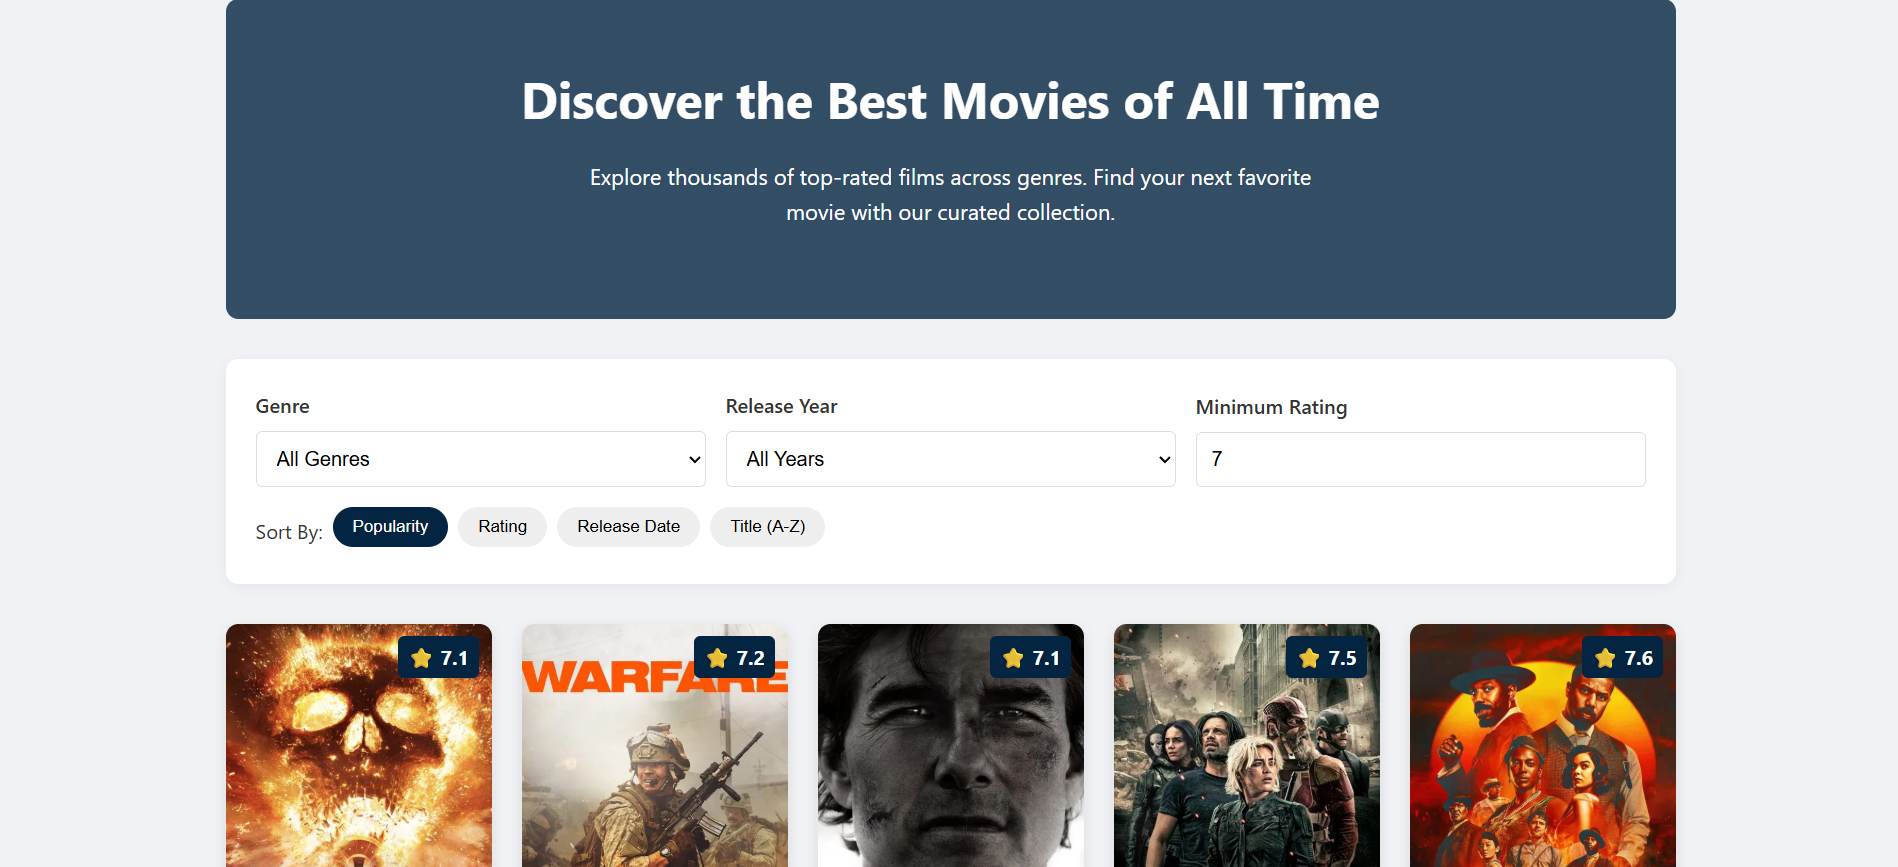 Discover the Best Movies of All Time
Explore thousands of top-rated films across genres. Find your next favorite
movie with our curated collection.
Genre
Release Year
Minimum Rating
All Genres
All Years
7
Sort By:
Popularity
Rating
Release Date
Title (A-Z)
7.1
7.2
7.1
7.5
7.6
WARFARE